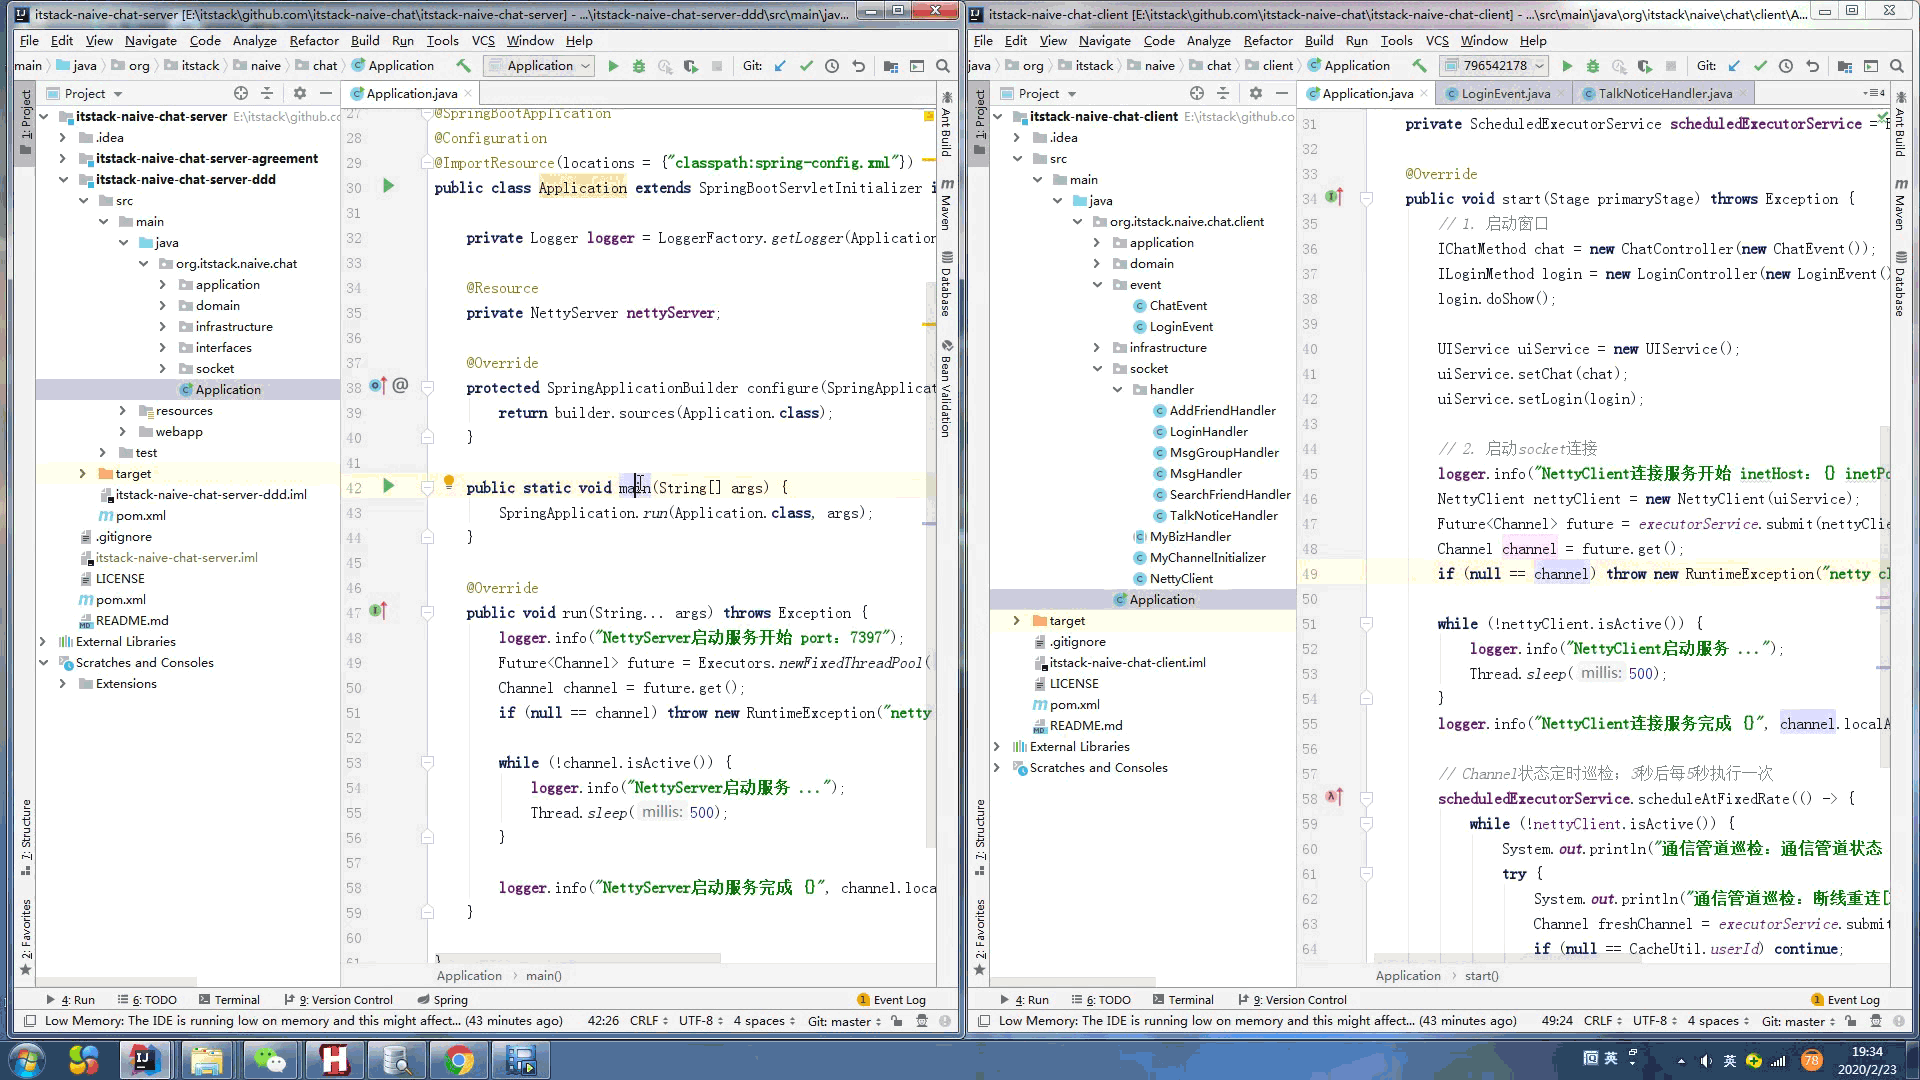 itstack-naive-chat-server [E:\itstack\github.com\itstack-naive-chat\itstack-naive-chat-server] - ...\itstack-naive-chat-server-ddd\src\main\jav...
File Edit View Navigate Code Analyze Refactor Build Run Tools VCS Window Help
main java org itstack naive chat Application Application Git:
Project
Application.java
1: Project
itstack-naive-chat-server E:\itstack\github.cc
.idea
itstack-naive-chat-server-agreement
itstack-naive-chat-server-ddd
src
main
java
org.itstack.naive.chat
application
domain
infrastructure
interfaces
socket
Application
resources
webapp
test
target
itstack-naive-chat-server-ddd.iml
pom.xml
.gitignore
itstack-naive-chat-server.iml
LICENSE
pom.xml
README.md
External Libraries
Scratches and Consoles
Extensions
7: Structure
2: Favorites
27 @SpringBootApplication
28 @Configuration
29 @ImportResource(locations = {"classpath:spring-config.xml"})
30 public class Application extends SpringBootServletInitializer i
31
32 private Logger logger = LoggerFactory.getLogger(Application
33
34 @Resource
35 private NettyServer nettyServer;
36
37 @Override
38 protected SpringApplicationBuilder configure(SpringApplicat
39 return builder.sources(Application.class);
40 }
41
42 public static void main(String[] args) {
43 SpringApplication.run(Application.class, args);
44 }
45
46 @Override
47 public void run(String... args) throws Exception {
48 logger.info("NettyServer启动服务开始 port：7397");
49 Future<Channel> future = Executors.newFixedThreadPool(
50 Channel channel = future.get();
51 if (null == channel) throw new RuntimeException("netty
52
53 while (!channel.isActive()) {
54 logger.info("NettyServer启动服务 ...");
55 Thread.sleep( millis: 500);
56 }
57
58 logger.info("NettyServer启动服务完成 {}", channel.loca
59 }
60
61 }
Application main()
Ant Build
Maven
Database
Bean Validation
4: Run 6: TODO Terminal 9: Version Control Spring 1 Event Log
Low Memory: The IDE is running low on memory and this might affect... (43 minutes ago) 42:26 CRLF UTF-8 4 spaces Git: master
itstack-naive-chat-client [E:\itstack\github.com\itstack-naive-chat\itstack-naive-chat-client] - ...\src\main\java\org\itstack\naive\chat\client\A...
File Edit View Navigate Code Analyze Refactor Build Run Tools VCS Window Help
java org itstack naive chat client Application 796542178 Git:
Project
Application.java LoginEvent.java TalkNoticeHandler.java
4
1: Project
itstack-naive-chat-client E:\itstack\github.co
.idea
src
main
java
org.itstack.naive.chat.client
application
domain
event
ChatEvent
LoginEvent
infrastructure
socket
handler
AddFriendHandler
LoginHandler
MsgGroupHandler
MsgHandler
SearchFriendHandler
TalkNoticeHandler
MyBizHandler
MyChannelInitializer
NettyClient
Application
target
.gitignore
itstack-naive-chat-client.iml
LICENSE
pom.xml
README.md
External Libraries
Scratches and Consoles
7: Structure
2: Favorites
31 private ScheduledExecutorService scheduledExecutorService =
32
33 @Override
34 public void start(Stage primaryStage) throws Exception {
35 // 1. 启动窗口
36 IChatMethod chat = new ChatController(new ChatEvent());
37 ILoginMethod login = new LoginController(new LoginEvent()
38 login.doShow();
39
40 UIService uiService = new UIService();
41 uiService.setChat(chat);
42 uiService.setLogin(login);
43
44 // 2. 启动socket连接
45 logger.info("NettyClient连接服务开始 inetHost：{} inetPo
46 NettyClient nettyClient = new NettyClient(uiService);
47 Future<Channel> future = executorService.submit(nettyClie
48 Channel channel = future.get();
49 if (null == channel) throw new RuntimeException("netty cl
50
51 while (!nettyClient.isActive()) {
52 logger.info("NettyClient启动服务 ...");
53 Thread.sleep( millis: 500);
54 }
55 logger.info("NettyClient连接服务完成 {}", channel.localA
56
57 // Channel状态定时巡检；3秒后每5秒执行一次
58 scheduledExecutorService.scheduleAtFixedRate(() -> {
59 while (!nettyClient.isActive()) {
60 System.out.println("通信管道巡检：通信管道状态
61 try {
62 System.out.println("通信管道巡检：断线重连[
63 Channel freshChannel = executorService.submit
64 if (null == CacheUtil.userId) continue;
Application start()
Ant Build
Maven
Database
4: Run 6: TODO Terminal 9: Version Control 1 Event Log
Low Memory: The IDE is running low on memory and this might affect... (43 minutes ago) 49:24 CRLF UTF-8 4 spaces Git: master
英 英 78 19:34
2020/2/23